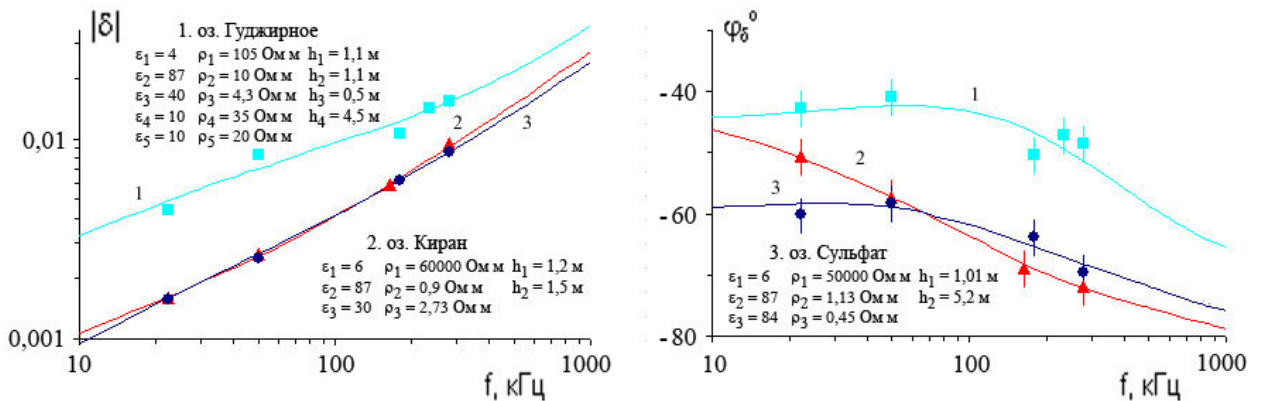 |δ|
1. оз. Гуджирное
ε1 = 4 ρ1 = 105 Ом м h1 = 1,1 м
ε2 = 87 ρ2 = 10 Ом м h2 = 1,1 м
ε3 = 40 ρ3 = 4,3 Ом м h3 = 0,5 м
ε4 = 10 ρ4 = 35 Ом м h4 = 4,5 м
ε5 = 10 ρ5 = 20 Ом м
0,01
2
3
1
2. оз. Киран
ε1 = 6 ρ1 = 60000 Ом м h1 = 1,2 м
ε2 = 87 ρ2 = 0,9 Ом м h2 = 1,5 м
ε3 = 30 ρ3 = 2,73 Ом м
0,001
10 100 1000
f, кГц
φδ°
-40
1
2
3
-60
3. оз. Сульфат
ε1 = 6 ρ1 = 50000 Ом м h1 = 1,01 м
ε2 = 87 ρ2 = 1,13 Ом м h2 = 5,2 м
ε3 = 84 ρ3 = 0,45 Ом м
-80
10 100 1000
f, кГц